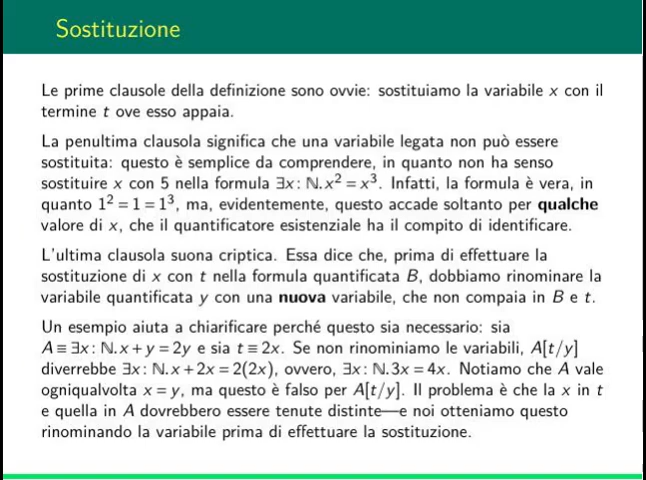 Sostituzione
Le prime clausole della definizione sono ovvie: sostituiamo la variabile x con il
termine t ove esso appaia.
La penultima clausola significa che una variabile legata non può essere
sostituita: questo è semplice da comprendere, in quanto non ha senso
sostituire x con 5 nella formula ∃x: ℕ. x² = x³. Infatti, la formula è vera, in
quanto 1² = 1 = 1³, ma, evidentemente, questo accade soltanto per qualche
valore di x, che il quantificatore esistenziale ha il compito di identificare.
L'ultima clausola suona criptica. Essa dice che, prima di effettuare la
sostituzione di x con t nella formula quantificata B, dobbiamo rinominare la
variabile quantificata y con una nuova variabile, che non compaia in B e t.
Un esempio aiuta a chiarificare perché questo sia necessario: sia
A ≡ ∃x: ℕ. x + y = 2y e sia t ≡ 2x. Se non rinominiamo le variabili, A[t/y]
diverrebbe ∃x: ℕ. x + 2x = 2(2x), ovvero, ∃x: ℕ. 3x = 4x. Notiamo che A vale
ogniqualvolta x = y, ma questo è falso per A[t/y]. Il problema è che la x in t
e quella in A dovrebbero essere tenute distinte—e noi otteniamo questo
rinominando la variabile prima di effettuare la sostituzione.